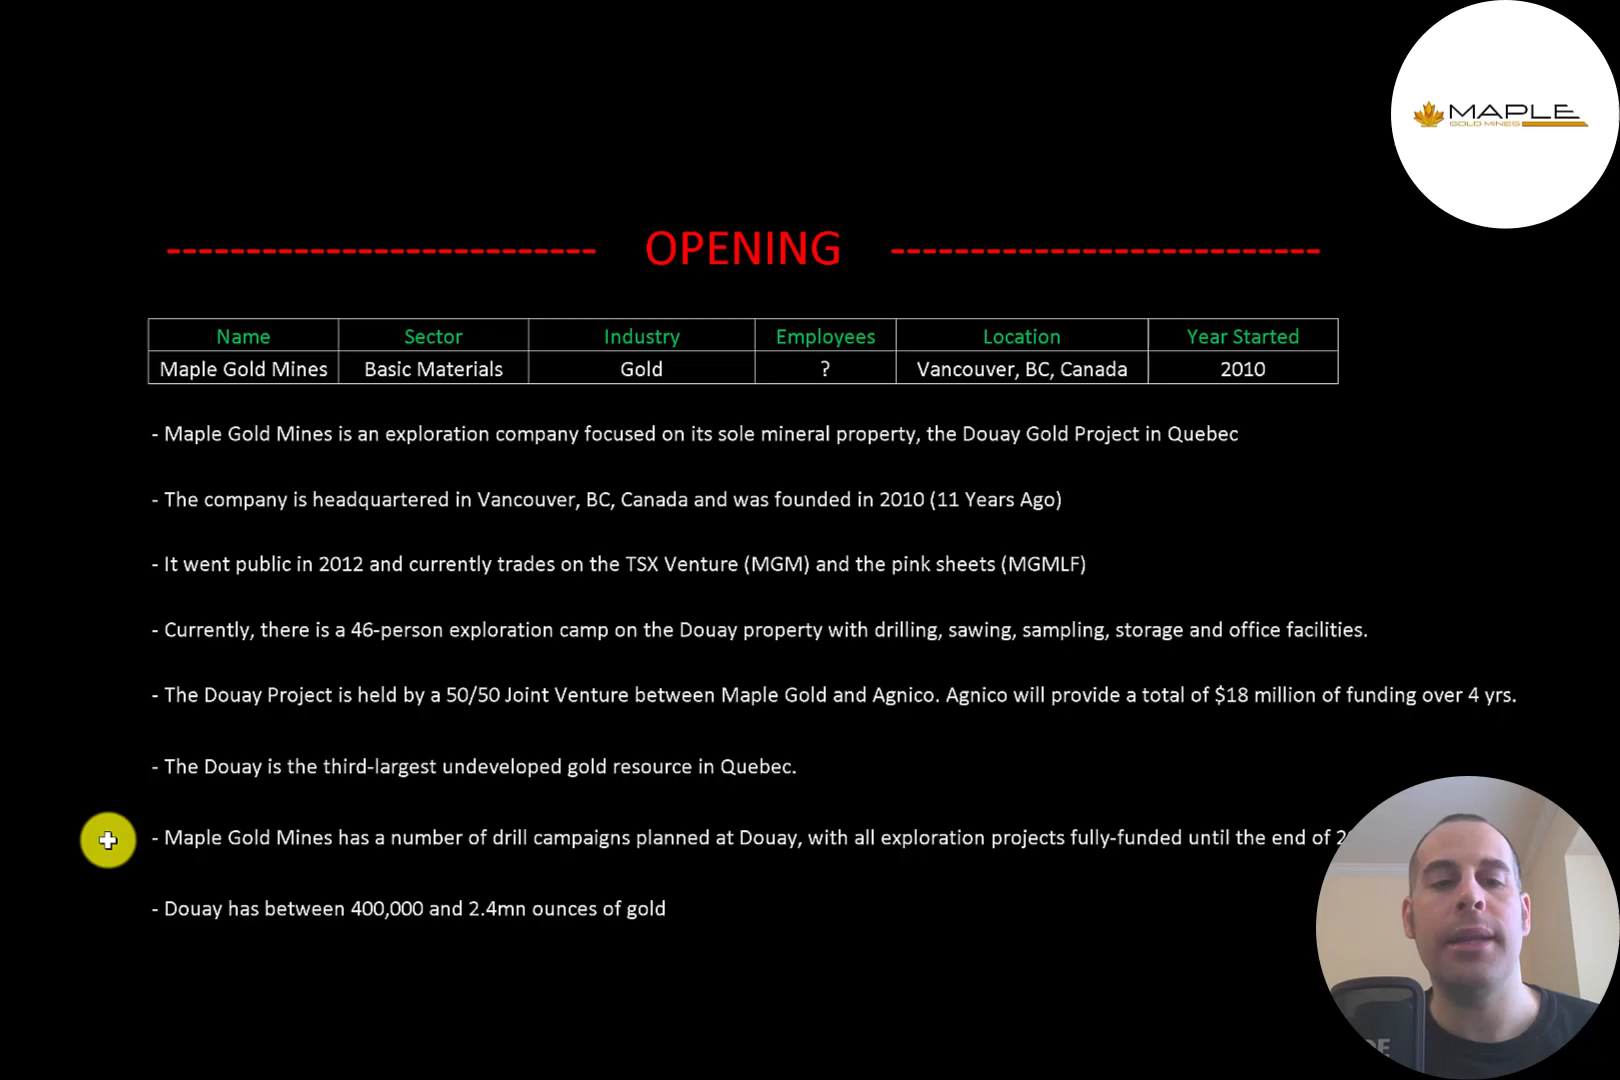 MAPLE
GOLD MINES
-------------------------- OPENING --------------------------
Name Sector Industry Employees Location Year Started
Maple Gold Mines Basic Materials Gold ? Vancouver, BC, Canada 2010
- Maple Gold Mines is an exploration company focused on its sole mineral property, the Douay Gold Project in Quebec
- The company is headquartered in Vancouver, BC, Canada and was founded in 2010 (11 Years Ago)
- It went public in 2012 and currently trades on the TSX Venture (MGM) and the pink sheets (MGMLF)
- Currently, there is a 46-person exploration camp on the Douay property with drilling, sawing, sampling, storage and office facilities.
- The Douay Project is held by a 50/50 Joint Venture between Maple Gold and Agnico. Agnico will provide a total of $18 million of funding over 4 yrs.
- The Douay is the third-largest undeveloped gold resource in Quebec.
- Maple Gold Mines has a number of drill campaigns planned at Douay, with all exploration projects fully-funded until the end of
- Douay has between 400,000 and 2.4mn ounces of gold